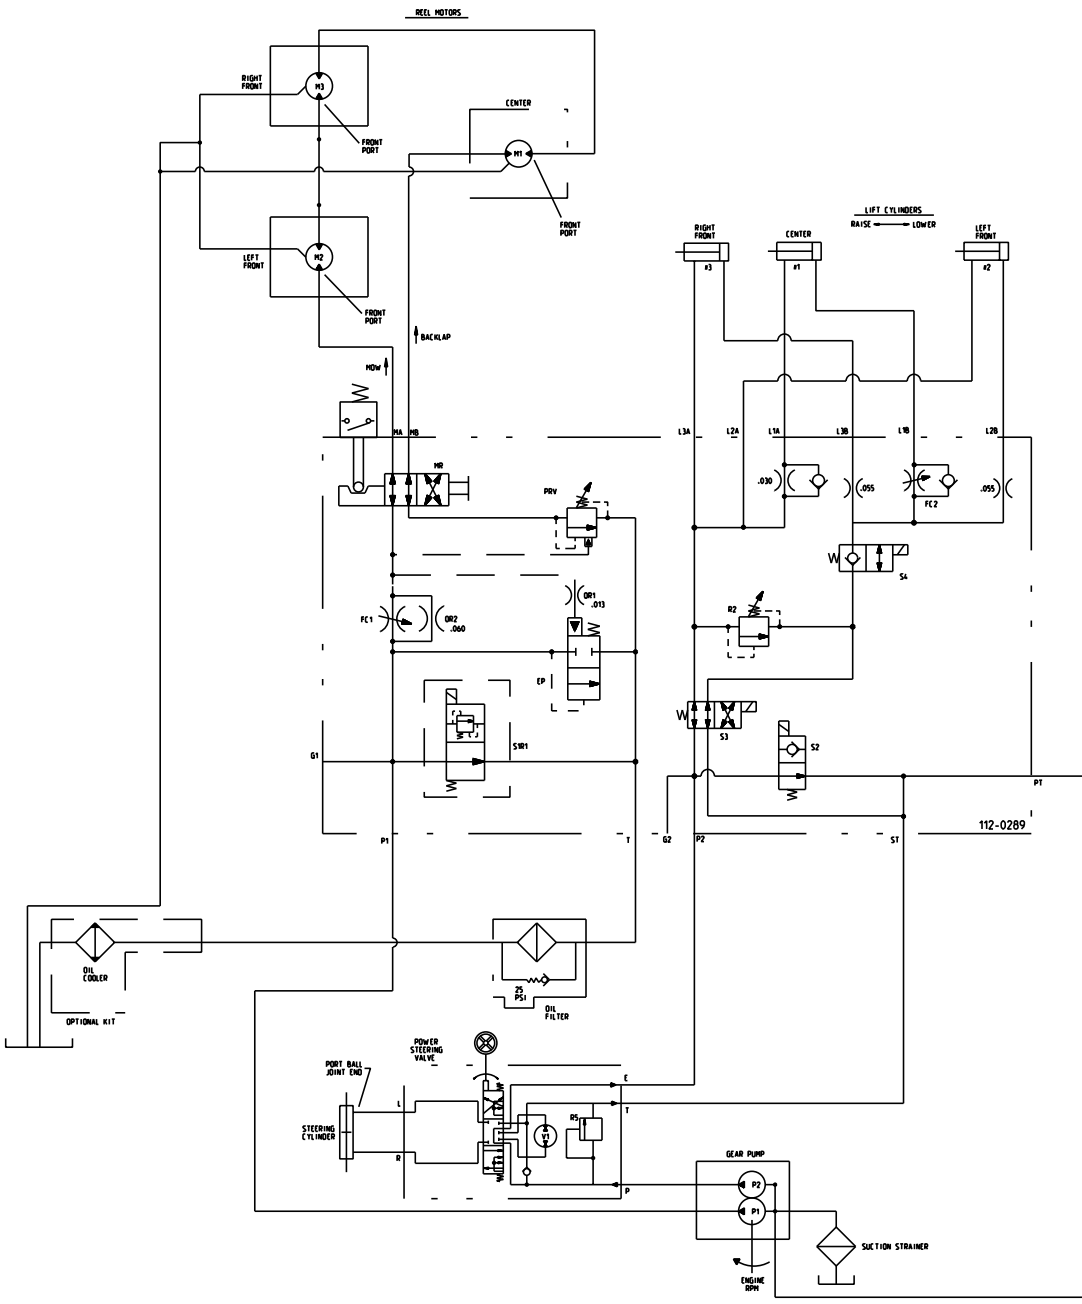 REEL MOTORS
RIGHT
FRONT
M3
CENTER
FRONT
PORT
M1
LIFT CYLINDERS
RAISE LOWER
FRONT
PORT
RIGHT
FRONT
CENTER
LEFT
FRONT
LEFT
FRONT
M2
#3
#1
#2
FRONT
PORT
BACKLAP
MOW
MA MB
L3A
L2A
L1A
L3B
L1B
L2B
MR
PRV
.030
.055
FC2
.055
S4
OR1
.013
FC1
OR2
.060
R2
EP
S3
S2
S1R1
G1
PT
112-0289
P1
T
G2
P2
ST
OIL
COOLER
25
PSI
OIL
FILTER
OPTIONAL KIT
POWER
STEERING
VALVE
PORT BALL
JOINT END
E
L
T
STEERING
CYLINDER
R5
V1
R
GEAR PUMP
P
P2
P1
SUCTION STRAINER
ENGINE
RPM